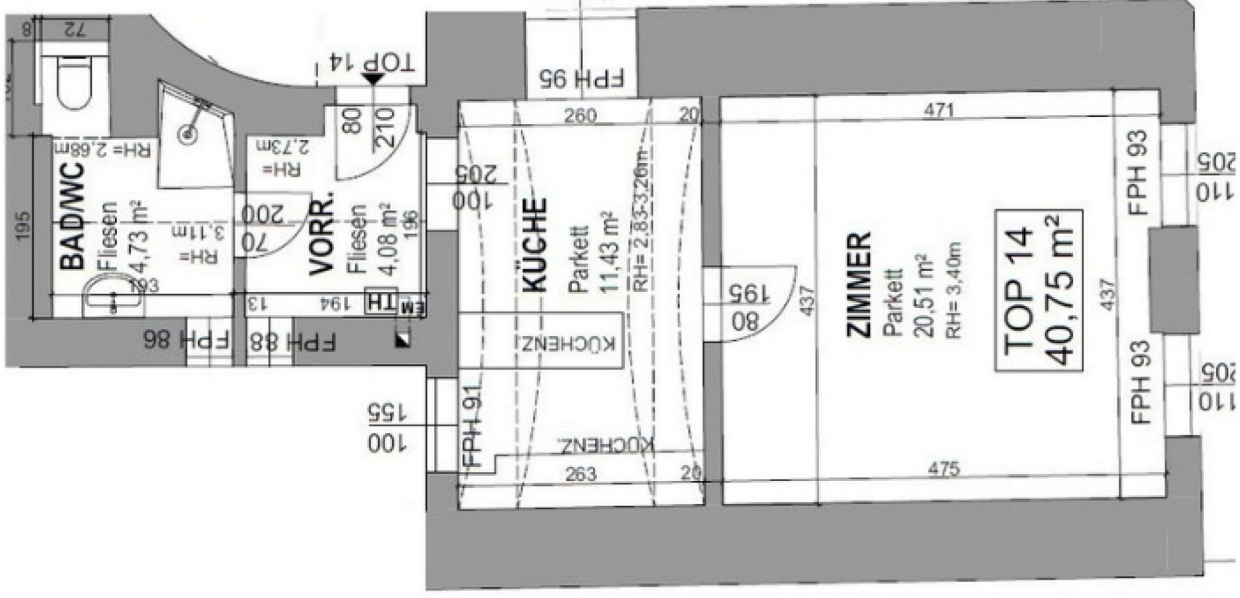 8
72
TOP 14
FPH 95
80
210
260
20
471
RH= 2,68m
RH=
2,73m
205
100
FPH 93
205
110
BAD/WC
Fliesen
4,73 m²
RH=
3,11m
195
200
70
VORR.
Fliesen
4,08 m²
196
KÜCHE
Parkett
11,43 m²
RH= 2,83-3,26m
ZIMMER
Parkett
20,51 m²
RH= 3,40m
TOP 14
40,75 m²
437
437
195
80
193
13
194
TH
EM
FPH 86
FPH 88
KÜCHENZ.
155
100
FPH 91
KÜCHENZ.
FPH 93
205
110
263
20
475